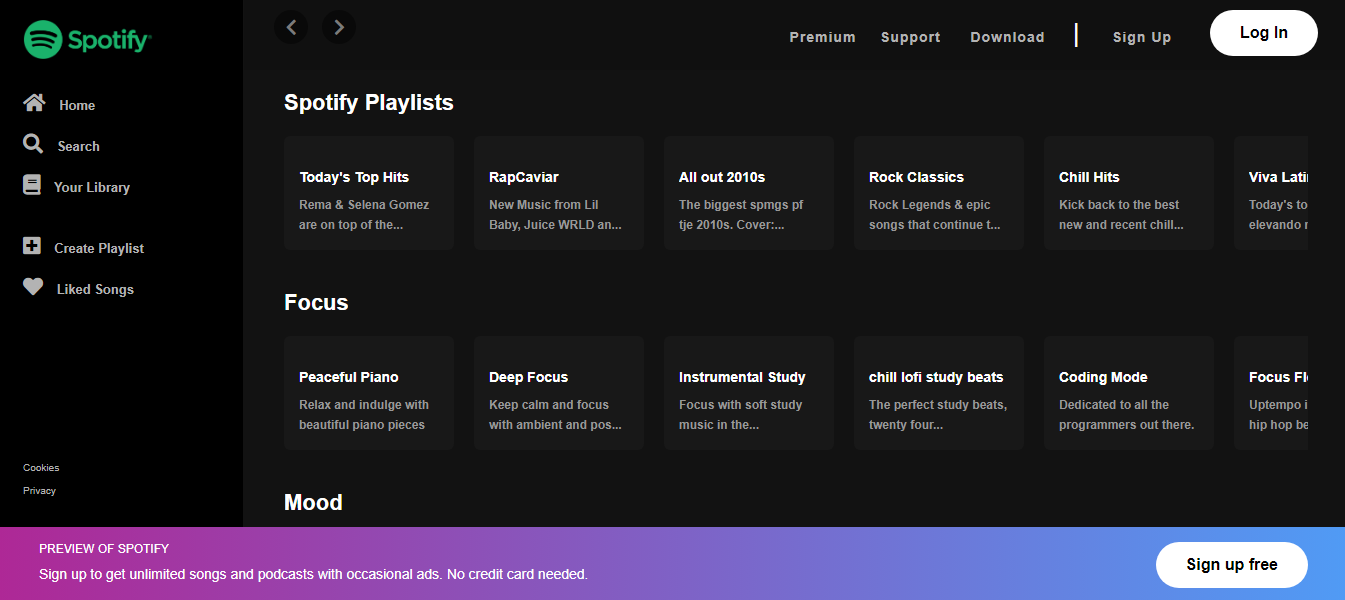 Spotify
Home
Search
Your Library
Create Playlist
Liked Songs
Cookies
Privacy
Premium Support Download | Sign Up Log In
Spotify Playlists
Today's Top Hits
Rema & Selena Gomez
are on top of the...
RapCaviar
New Music from Lil
Baby, Juice WRLD an...
All out 2010s
The biggest spmgs pf
tje 2010s. Cover:...
Rock Classics
Rock Legends & epic
songs that continue t...
Chill Hits
Kick back to the best
new and recent chill...
Viva Lati
Today's to
elevando
Focus
Peaceful Piano
Relax and indulge with
beautiful piano pieces
Deep Focus
Keep calm and focus
with ambient and pos...
Instrumental Study
Focus with soft study
music in the...
chill lofi study beats
The perfect study beats,
twenty four...
Coding Mode
Dedicated to all the
programmers out there.
Focus Fl
Uptempo i
hip hop be
Mood
PREVIEW OF SPOTIFY
Sign up to get unlimited songs and podcasts with occasional ads. No credit card needed.
Sign up free